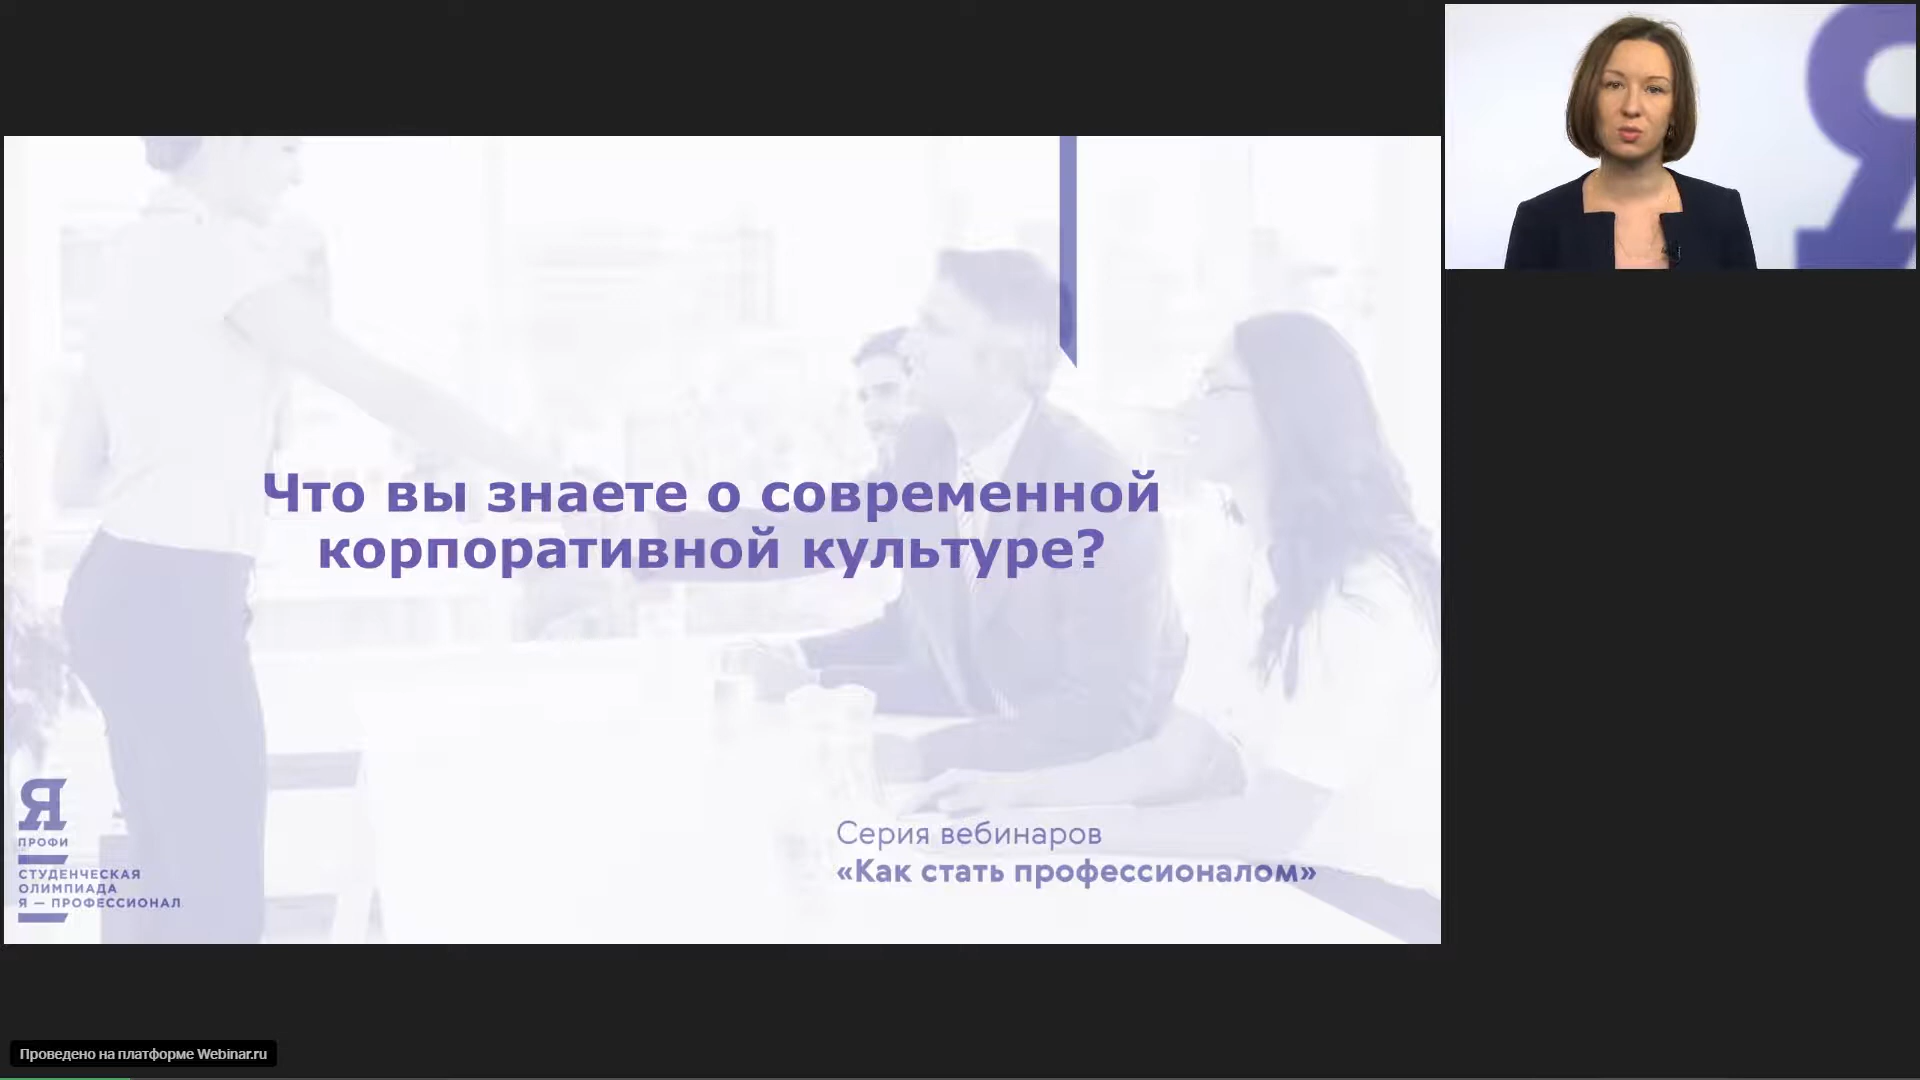 Что вы знаете о современной
корпоративной культуре?
Серия вебинаров
«Как стать профессионалом»
Я
ПРОФИ
СТУДЕНЧЕСКАЯ
ОЛИМПИАДА
Я — ПРОФЕССИОНАЛ
Проведено на платформе Webinar.ru